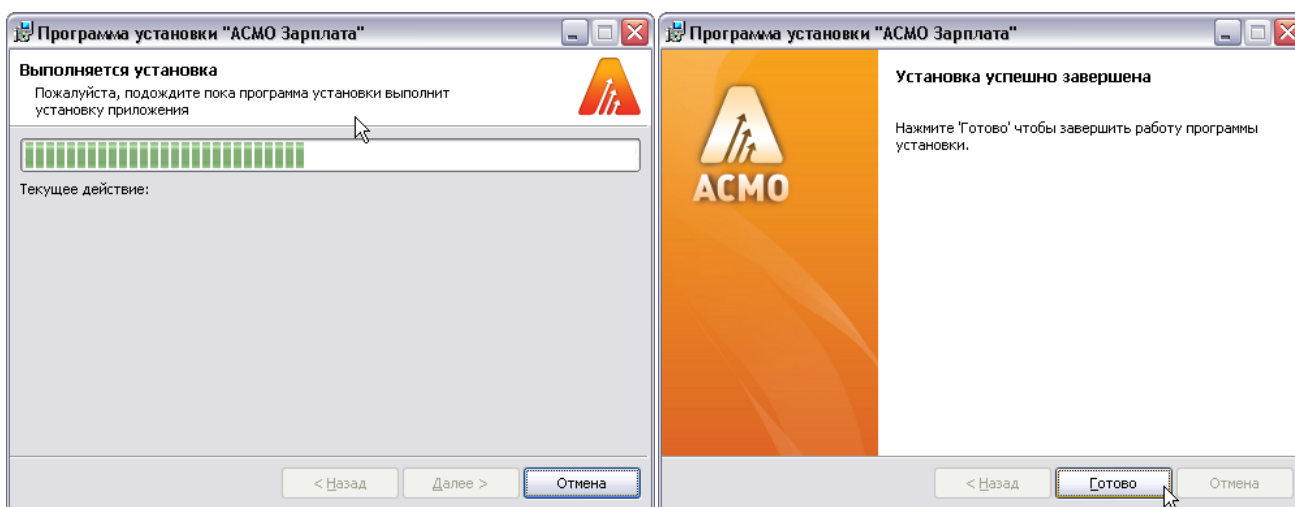 Программа установки "АСМО Зарплата"
Выполняется установка
Пожалуйста, подождите пока программа установки выполнит
установку приложения
Текущее действие:
< Назад
Далее >
Отмена
Программа установки "АСМО Зарплата"
АСМО
Установка успешно завершена
Нажмите 'Готово' чтобы завершить работу программы
установки.
< Назад
Готово
Отмена